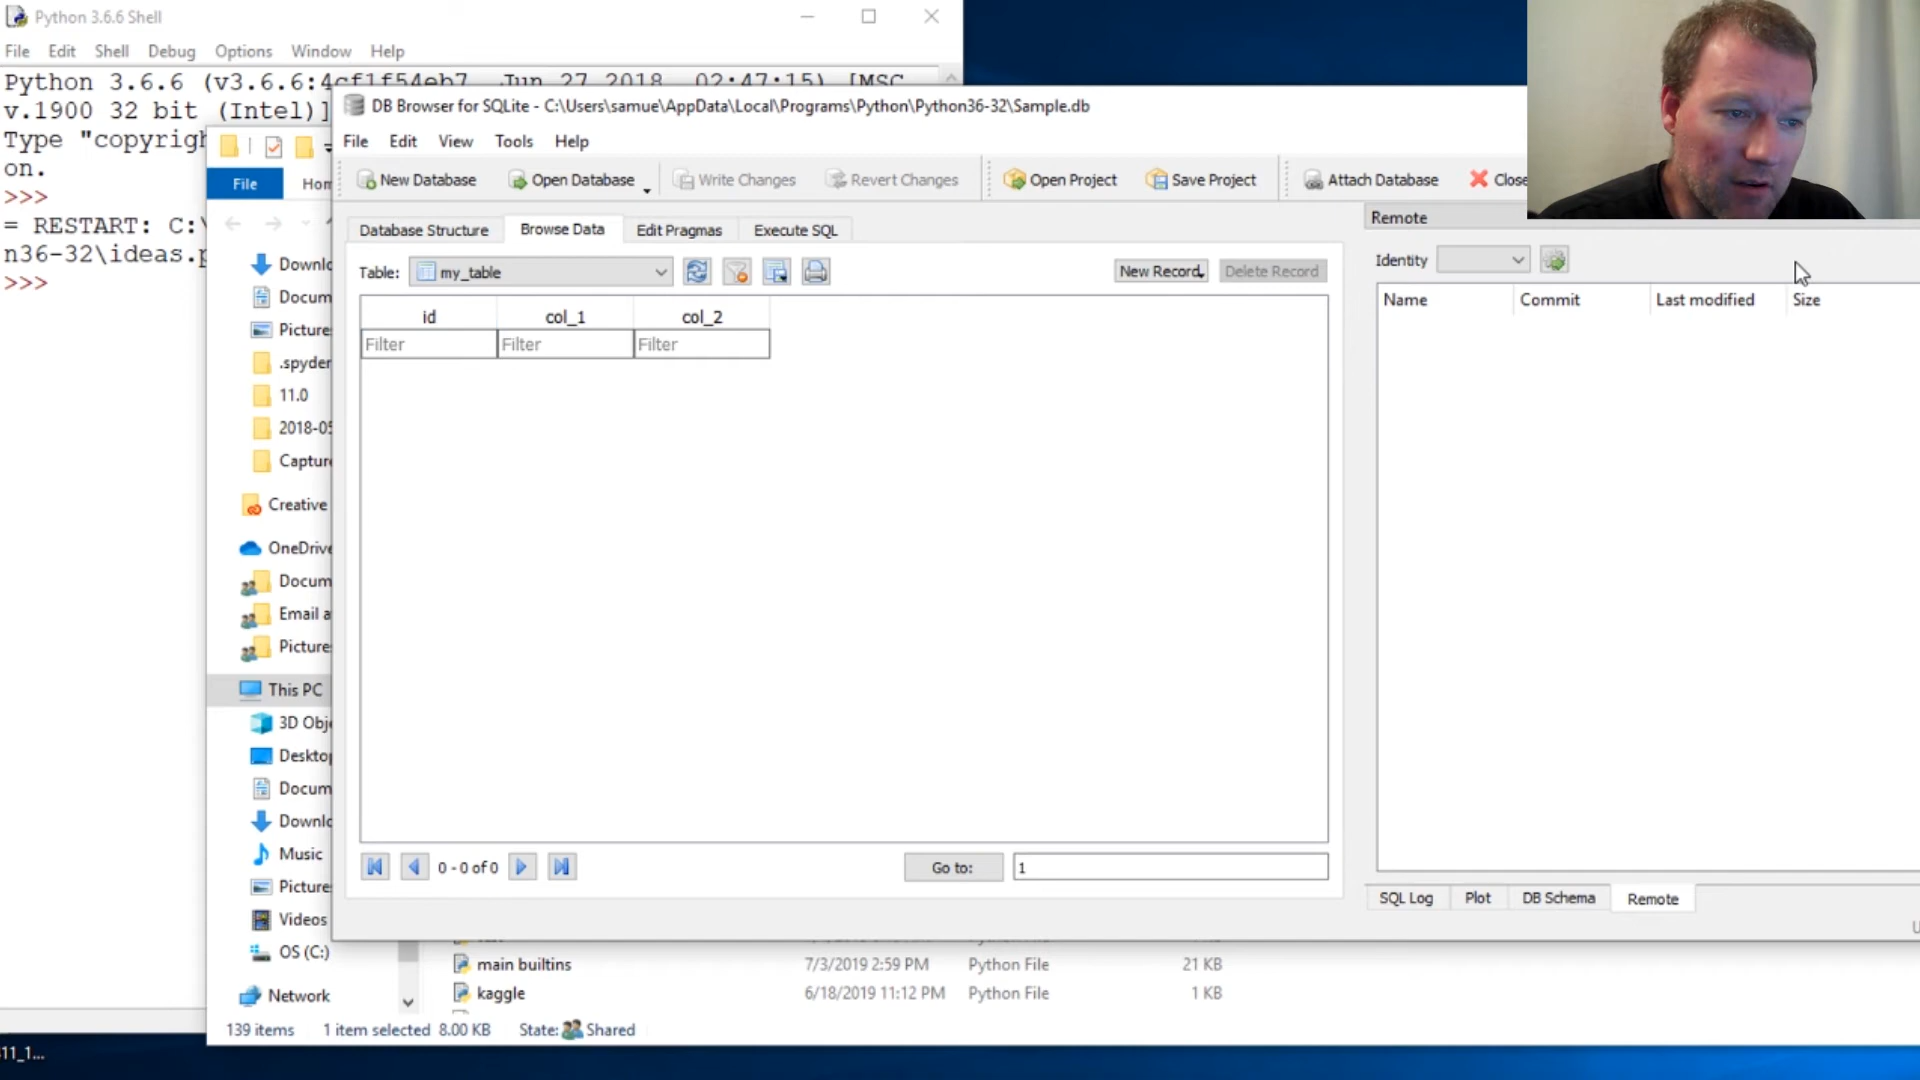 Python 3.6.6 Shell
File Edit Shell Debug Options Window Help
Python 3.6.6 (v3.6.6:4cf1f54eb7, Jun 27 2018, 02:47:15) [MSC
v.1900 32 bit (Intel)]
Type "copyrigh
on.
>>>
= RESTART: C:\
n36-32\ideas.p
>>>
DB Browser for SQLite - C:\Users\samue\AppData\Local\Programs\Python\Python36-32\Sample.db
File Edit View Tools Help
New Database Open Database Write Changes Revert Changes Open Project Save Project Attach Database Close
Database Structure Browse Data Edit Pragmas Execute SQL
Table: my_table New Record Delete Record
id col_1 col_2
Filter Filter Filter
0 - 0 of 0 Go to: 1
Remote
Identity
Name Commit Last modified Size
SQL Log Plot DB Schema Remote
File Hom
Downlo
Docum
Picture
.spyder
11.0
2018-05
Capture
Creative
OneDrive
Docum
Email a
Picture
This PC
3D Obje
Desktop
Docum
Downlo
Music
Picture
Videos
OS (C:)
Network
main builtins 7/3/2019 2:59 PM Python File 21 KB
kaggle 6/18/2019 11:12 PM Python File 1 KB
139 items 1 item selected 8.00 KB State: Shared
11_1...